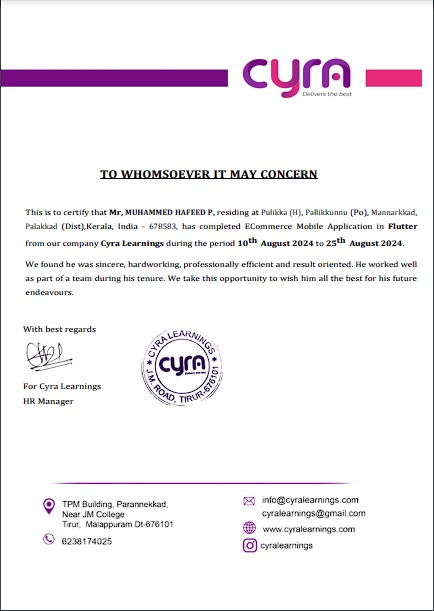 cyra
Delivers the best
TO WHOMSOEVER IT MAY CONCERN
This is to certify that Mr, MUHAMMED HAFEED P, residing at Pulikka (H), Pallikkunnu (Po), Mannarkkad,
Palakkad (Dist),Kerala, India - 678583, has completed ECommerce Mobile Application in Flutter
from our company Cyra Learnings during the period 10th August 2024 to 25th August 2024.
We found he was sincere, hardworking, professionally efficient and result oriented. He worked well
as part of a team during his tenure. We take this opportunity to wish him all the best for his future
endeavours.
With best regards
CYRA LEARNINGS
cyra
J.M. ROAD, TIRUR-676101
For Cyra Learnings
HR Manager
TPM Building, Parannekkad,
Near JM College
Tirur, Malappuram Dt-676101
6238174025
info@cyralearnings.com
cyralearnings@gmail.com
www.cyralearnings.com
cyralearnings